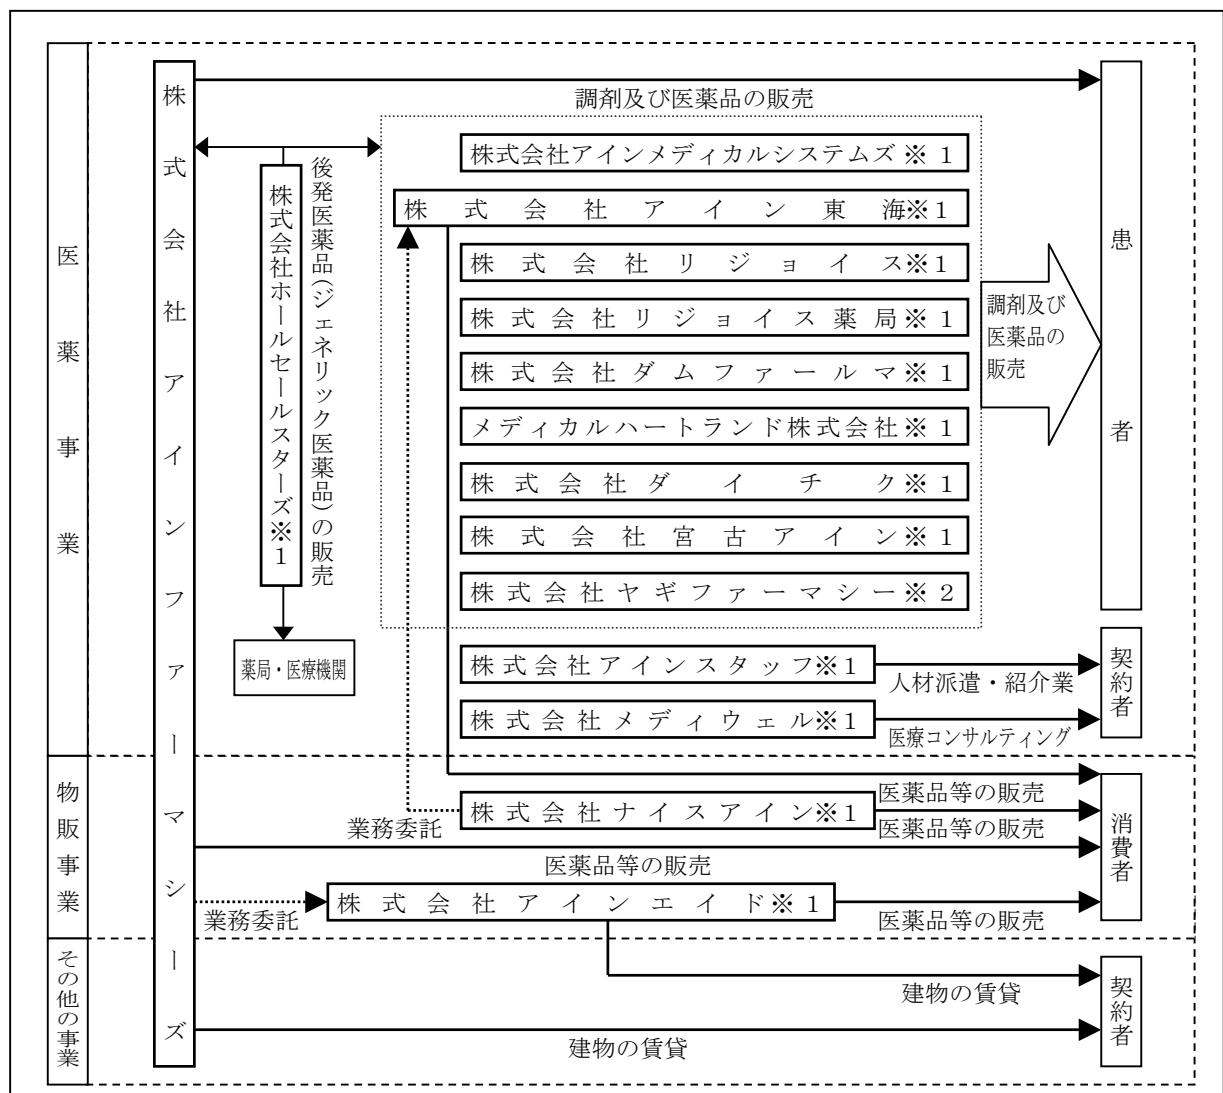 医薬事業
株式会社アインファーマシーズ
調剤及び医薬品の販売
患者
株式会社ホールセールスターズ※1
後発医薬品(ジェネリック医薬品)の販売
薬局・医療機関
株式会社アインメディカルシステムズ※1
株式会社アイン東海※1
株式会社リジョイス※1
株式会社リジョイス薬局※1
株式会社ダムファールマ※1
メディカルハートランド株式会社※1
株式会社ダイチク※1
株式会社宮古アイン※1
株式会社ヤギファーマシー※2
調剤及び
医薬品の
販売
株式会社アインスタッフ※1
人材派遣・紹介業
契約者
株式会社メディウェル※1
医療コンサルティング
物販事業
医薬品等の販売
株式会社ナイスアイン※1
業務委託
医薬品等の販売
消費者
医薬品等の販売
業務委託
株式会社アインエイド※1
医薬品等の販売
その他の事業
建物の賃貸
契約者
建物の賃貸